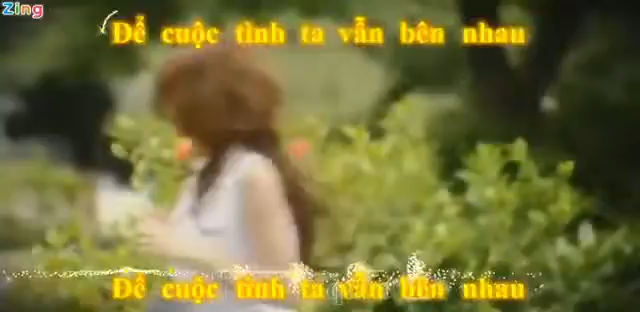 Zing
Để cuộc tình ta vẫn bên nhau
Để cuộc tình ta vẫn bên nhau